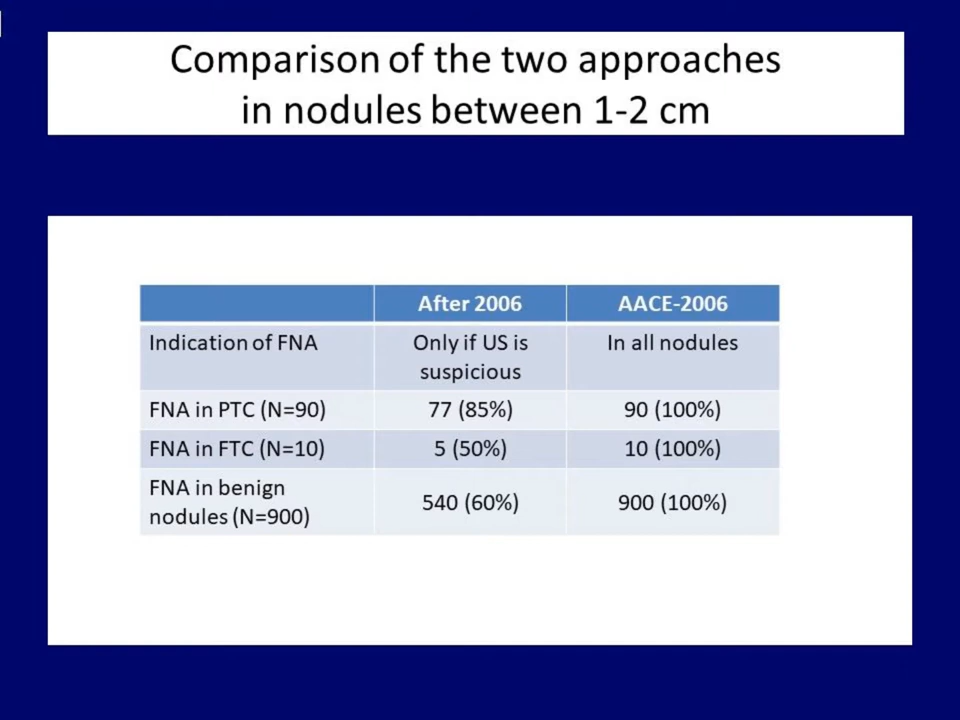 Comparison of the two approaches
in nodules between 1-2 cm
After 2006 AACE-2006
Indication of FNA Only if US is In all nodules
suspicious
FNA in PTC (N=90) 77 (85%) 90 (100%)
FNA in FTC (N=10) 5 (50%) 10 (100%)
FNA in benign
nodules (N=900) 540 (60%) 900 (100%)